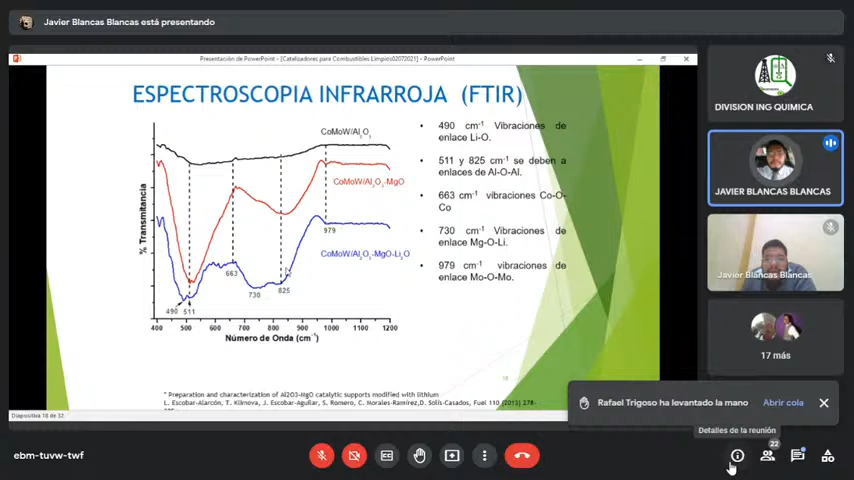 Javier Blancas Blancas está presentando
Presentación de PowerPoint - [Catalizadores para Combustibles Limpios02072021] - PowerPoint
ESPECTROSCOPIA INFRARROJA (FTIR)
CoMoW/Al2O3
CoMoW/Al2O3-MgO
CoMoW/Al2O3-MgO-Li2O
% Transmitancia
979
663
825
730
490
511
400 500 600 700 800 900 1000 1100 1200
Número de Onda (cm-1)
• 490 cm-1 Vibraciones de
enlace Li-O.
• 511 y 825 cm-1 se deben a
enlaces de Al-O-Al.
• 663 cm-1 vibraciones Co-O-
Co
• 730 cm-1 Vibraciones de
enlace Mg-O-Li.
• 979 cm-1 vibraciones de
enlace Mo-O-Mo.
18
* Preparation and characterization of Al2O3-MgO catalytic supports modified with lithium
L. Escobar-Alarcón, T. Klimova, J. Escobar-Aguilar, S. Romero, C. Morales-Ramírez, D. Solís-Casados, Fuel 110 (2013) 278-
Diapositiva 18 de 32
DIVISION ING QUIMICA
JAVIER BLANCAS BLANCAS
Javier Blancas Blancas
17 más
Rafael Trigoso ha levantado la mano
Abrir cola
Detalles de la reunión
22
ebm-tuvw-twf